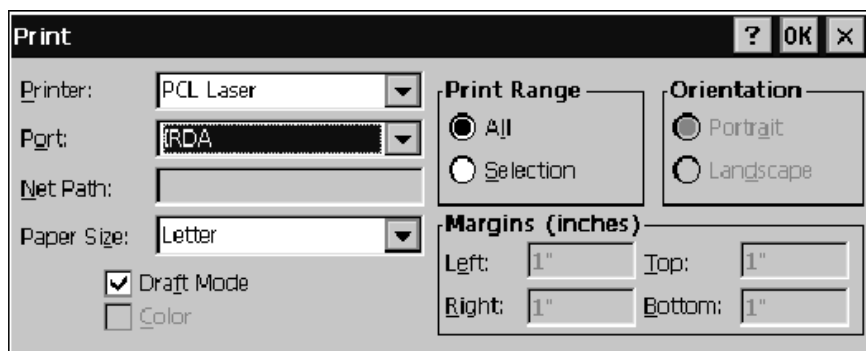 Print ? OK ×
Printer: PCL Laser
Port: IRDA
Net Path:
Paper Size: Letter
Draft Mode
Color
Print Range
All
Selection
Orientation
Portrait
Landscape
Margins (inches)
Left: 1" Top: 1"
Right: 1" Bottom: 1"